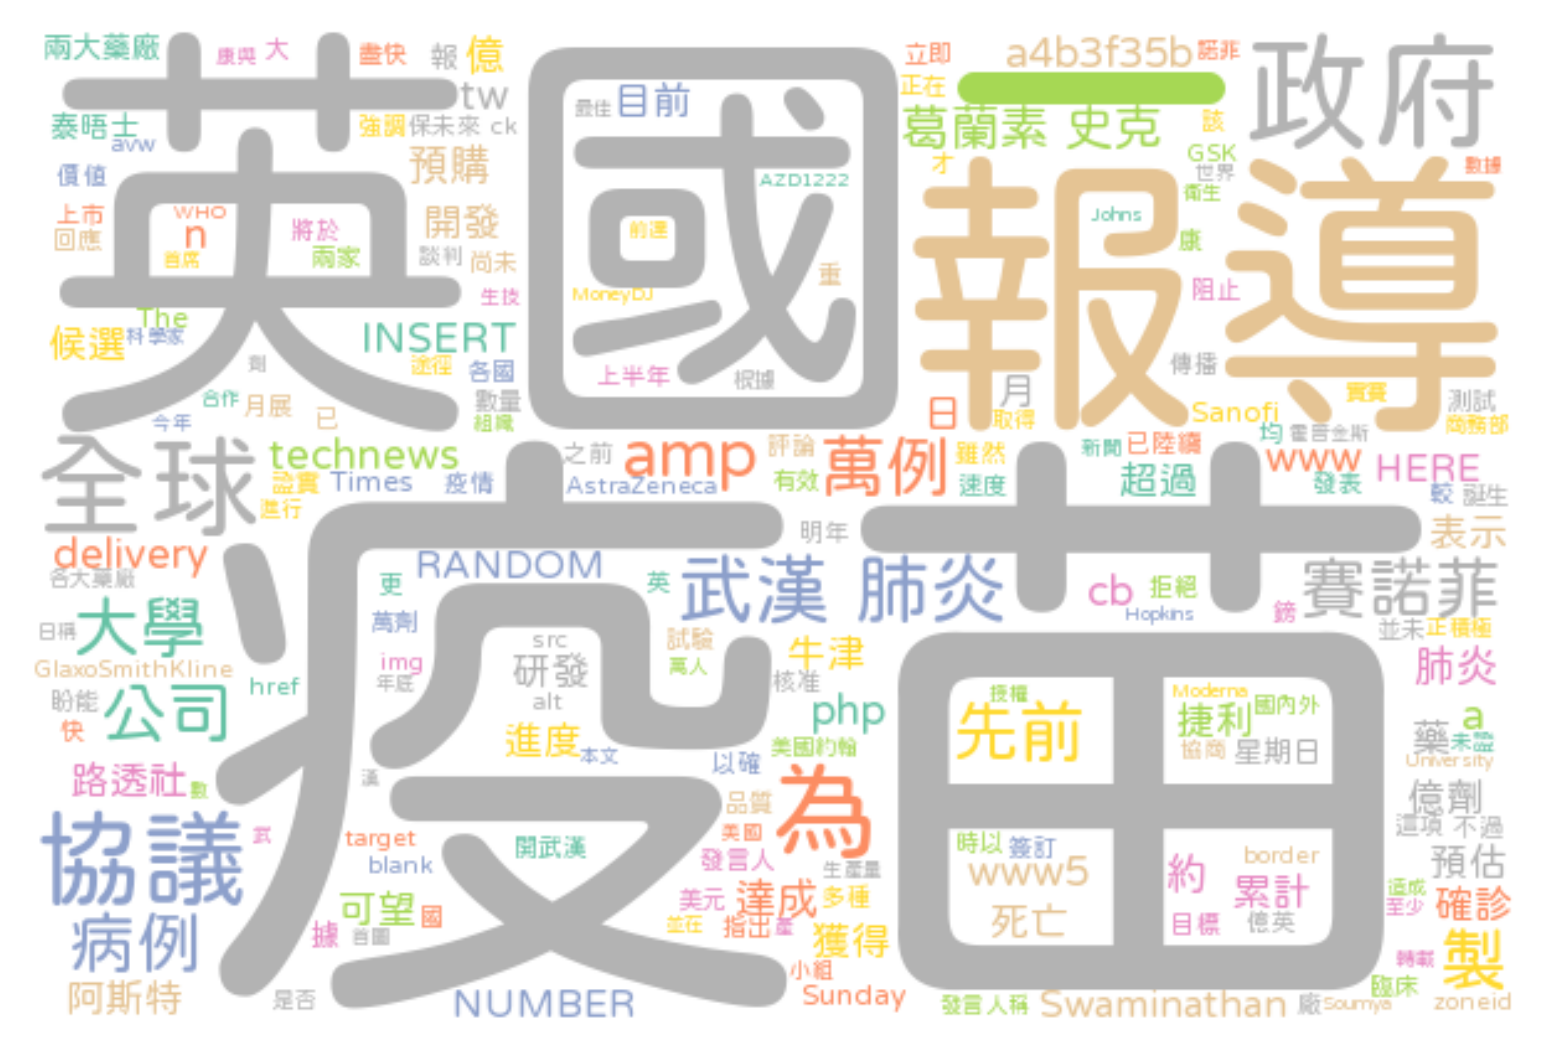 兩大藥廠 康與 大 盡快 報 億
tw
英國 報導 政府
立即 a4b3f35b 諾菲
正在
葛蘭素 史克 該
泰晤士 avw 強調 保未來 ck
最佳 目前
預購
價值
AZD1222
才 GSK 世界 數據
衛生
上市 WHO n 將於 開發
回應 首席 兩家 談判 尚未
前達 重
Johns 康
MoneyDJ 生技 阻止
The
候選 科學家 INSERT
劑 途徑 各國
上半年 根據 傳播
合作 月展 已 今年 數量 組織
日 月 取得 Sanofi 實賽 測試
商務部
全球 technews 之前 amp 評論 萬例 雖然 新聞 已陸續 均 霍普金斯
證實 Times 疫情 AstraZeneca 有效 速度 超過 www HERE
進行 發表 較 誕生
疫苗
明年 表示
delivery
各大藥廠
RANDOM 更 英 武漢 肺炎 cb 拒絕 賽諾菲
Hopkins 鎊
大學 萬劑
日稱 並未 正積極
src 試驗 牛津
GlaxoSmithKline img 研發 萬人 肺炎
年底 核准
href alt
盼能 公司 授權 Moderna 國內外
快 進度 本文 php 先前 捷利 a
美國約翰 協商 星期日 藥 未證
路透社 數 漢 以確 University
品質 為 億劑
協議 武 target 美國 這項 不過
開武漢 時以 簽訂
blank 發言人 生產量 www5 約 border 預估
累計
可望 國 美元 達成 多種 死亡 造成
至少 確診
病例 據 首圖 並在 指出 產 獲得 目標 億英
轉載 製
阿斯特 是否 NUMBER 小組 臨床
Sunday 發言人稱 Swaminathan 廠 Soumya zoneid